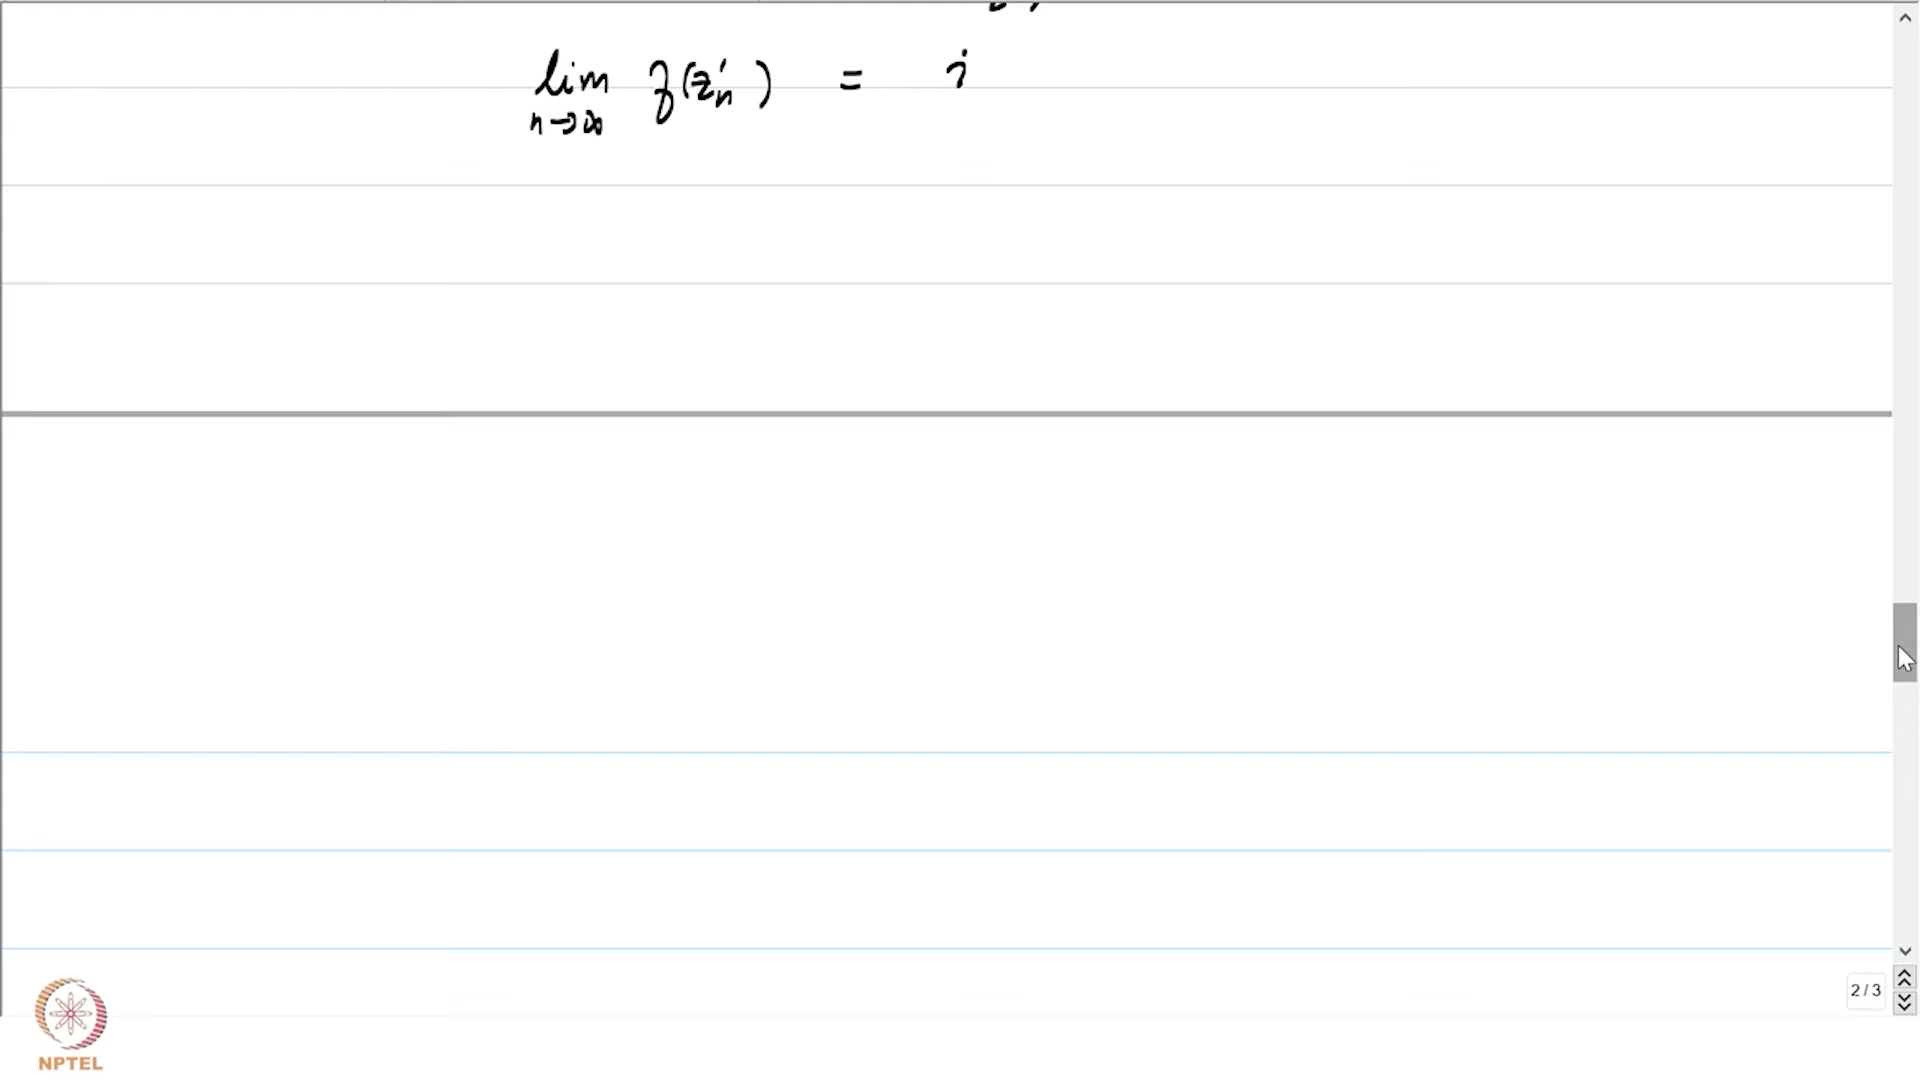 lim f(z'n) = i
n→∞
2 / 3
NPTEL